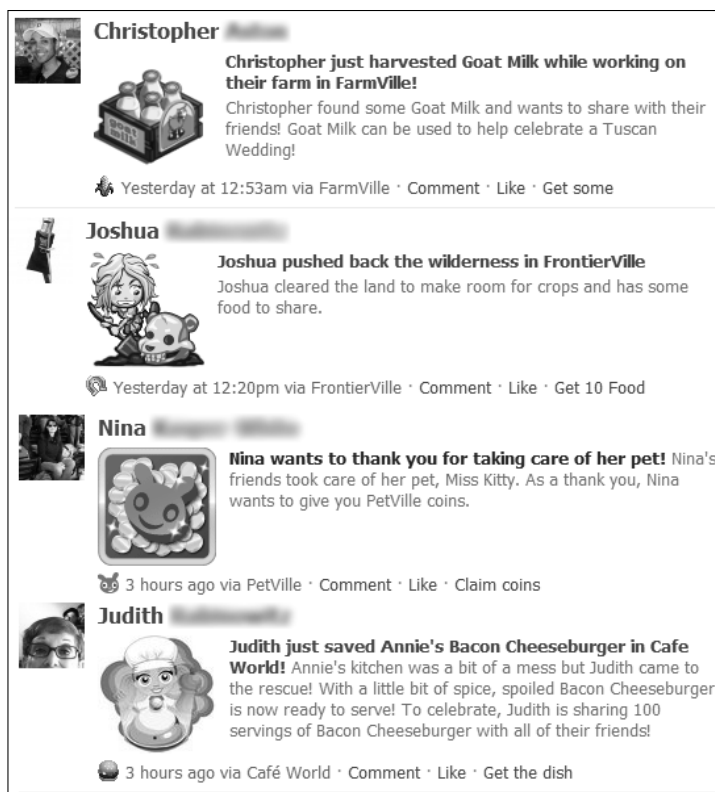 Christopher
Christopher just harvested Goat Milk while working on
their farm in FarmVille!
Christopher found some Goat Milk and wants to share with their
friends! Goat Milk can be used to help celebrate a Tuscan
Wedding!
goat
milk
Yesterday at 12:53am via FarmVille · Comment · Like · Get some
Joshua
Joshua pushed back the wilderness in FrontierVille
Joshua cleared the land to make room for crops and has some
food to share.
Yesterday at 12:20pm via FrontierVille · Comment · Like · Get 10 Food
Nina
Nina wants to thank you for taking care of her pet! Nina's
friends took care of her pet, Miss Kitty. As a thank you, Nina
wants to give you PetVille coins.
3 hours ago via PetVille · Comment · Like · Claim coins
Judith
Judith just saved Annie's Bacon Cheeseburger in Cafe
World! Annie's kitchen was a bit of a mess but Judith came to
the rescue! With a little bit of spice, spoiled Bacon Cheeseburger
is now ready to serve! To celebrate, Judith is sharing 100
servings of Bacon Cheeseburger with all of their friends!
3 hours ago via Café World · Comment · Like · Get the dish